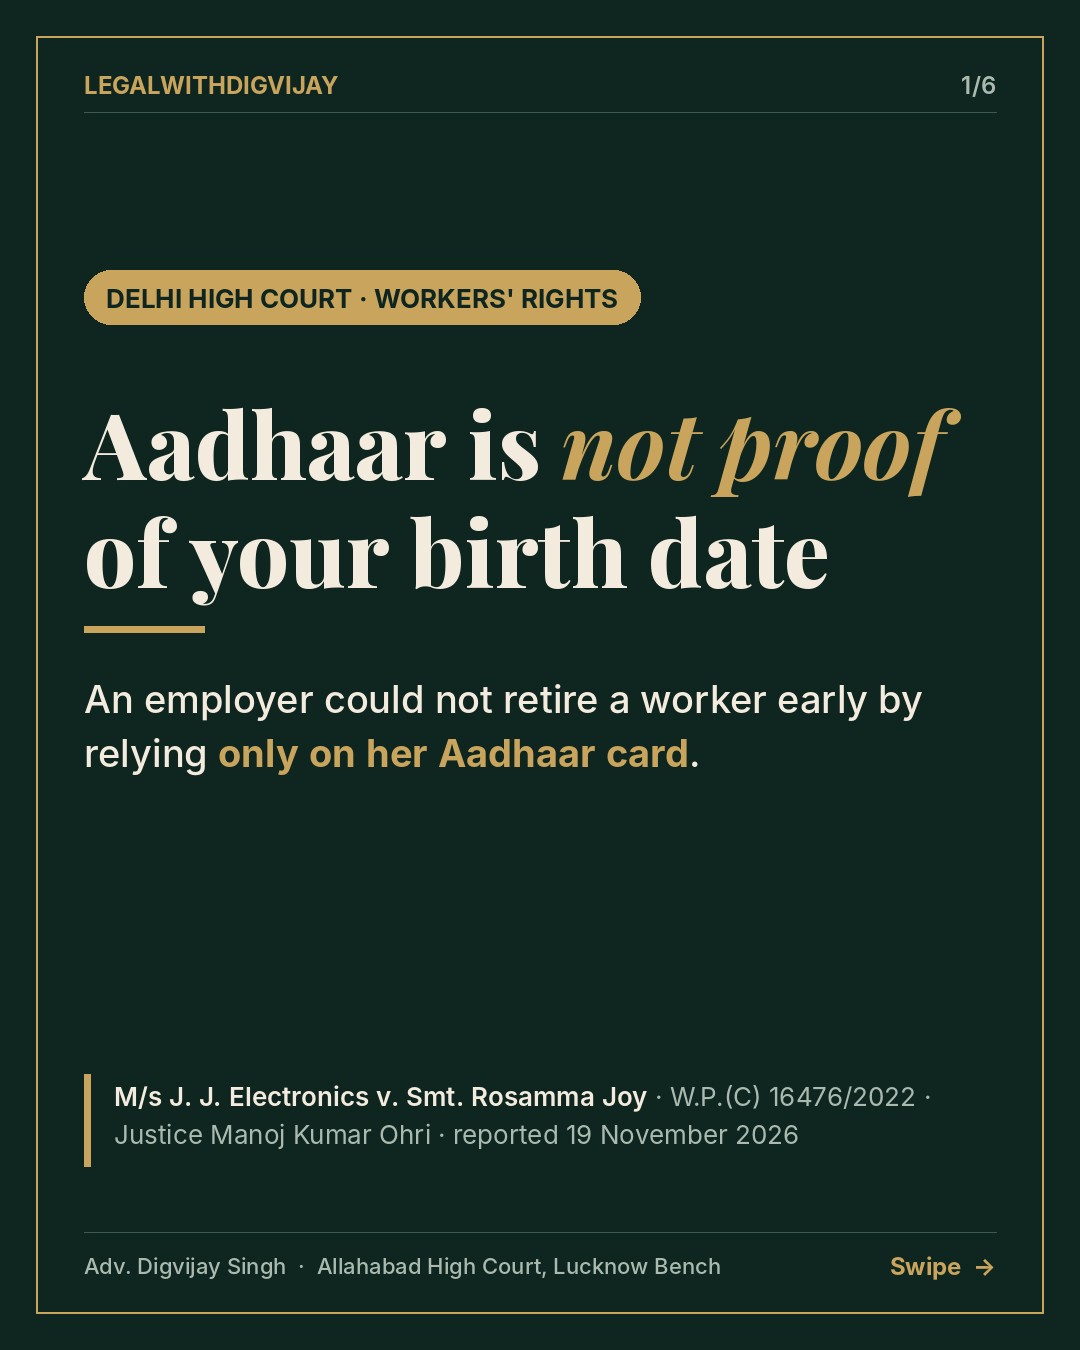 LEGALWITHDIGVIJAY
1/6
DELHI HIGH COURT · WORKERS' RIGHTS
Aadhaar is not proof
of your birth date
An employer could not retire a worker early by
relying only on her Aadhaar card.
M/s J. J. Electronics v. Smt. Rosamma Joy · W.P.(C) 16476/2022 ·
Justice Manoj Kumar Ohri · reported 19 November 2026
Adv. Digvijay Singh · Allahabad High Court, Lucknow Bench
Swipe →